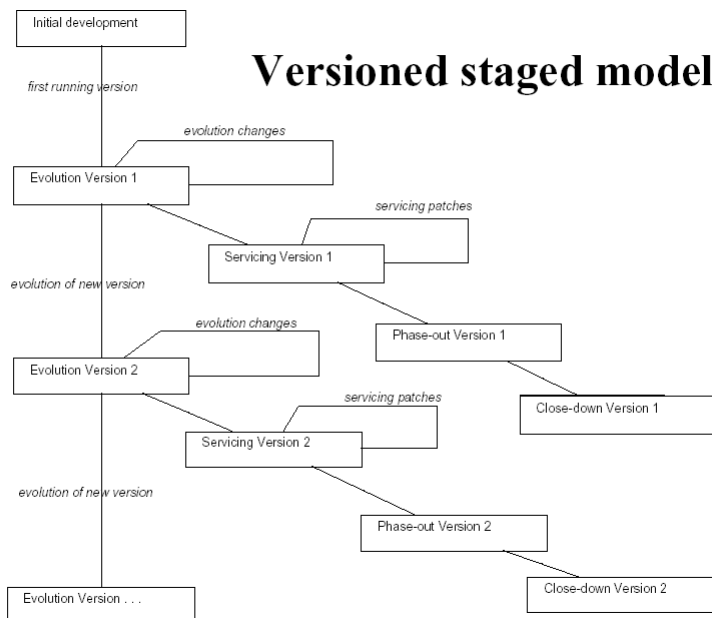 Initial development
Versioned staged model
first running version
evolution changes
Evolution Version 1
servicing patches
Servicing Version 1
evolution of new version
evolution changes
Phase-out Version 1
Evolution Version 2
servicing patches
Close-down Version 1
Servicing Version 2
evolution of new version
Phase-out Version 2
Close-down Version 2
Evolution Version . . .